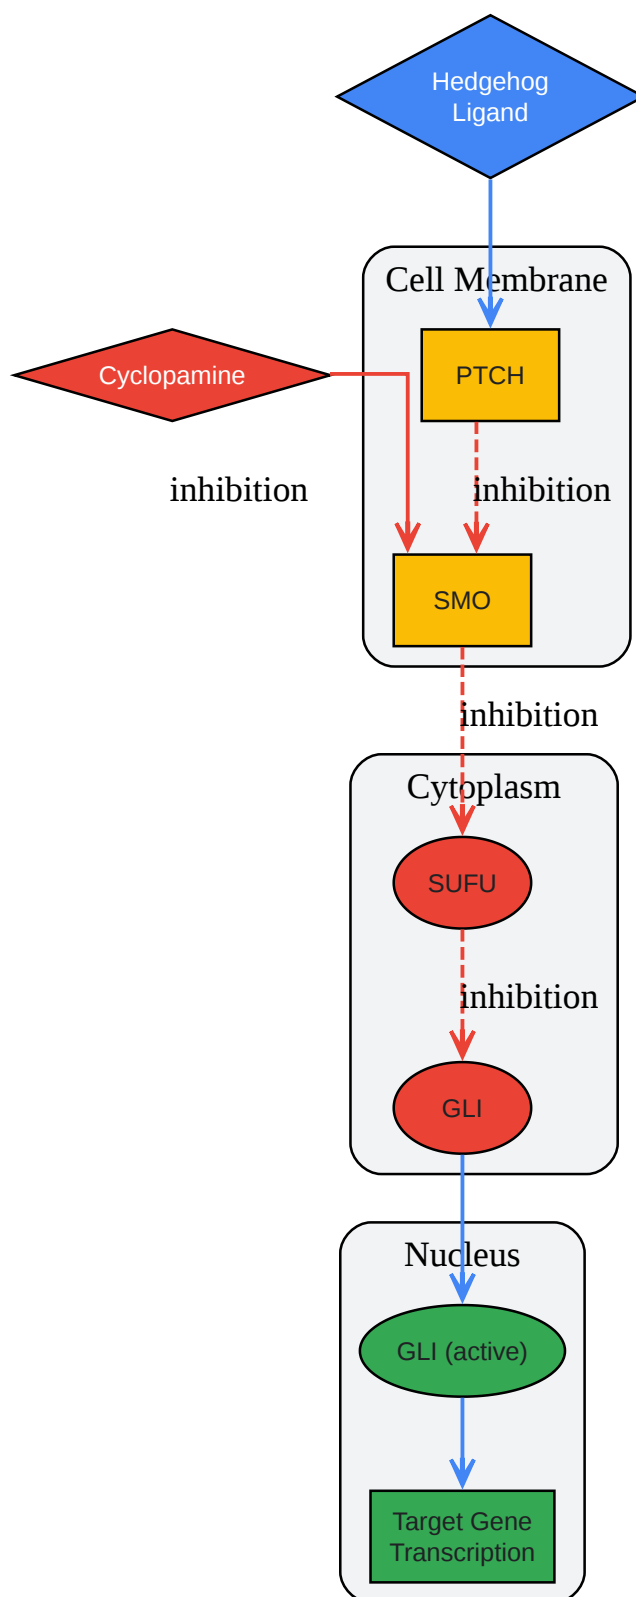 Hedgehog
Ligand
Cell Membrane
PTCH
Cyclopamine
inhibition
inhibition
SMO
inhibition
Cytoplasm
SUFU
inhibition
GLI
Nucleus
GLI (active)
Target Gene
Transcription